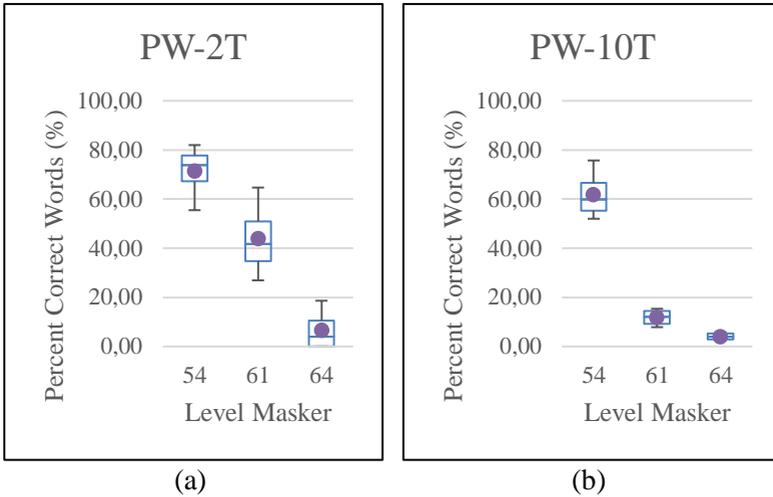 PW-2T
Percent Correct Words (%)
100,00
80,00
60,00
40,00
20,00
0,00
54 61 64
Level Masker
(a)
PW-10T
Percent Correct Words (%)
100,00
80,00
60,00
40,00
20,00
0,00
54 61 64
Level Masker
(b)